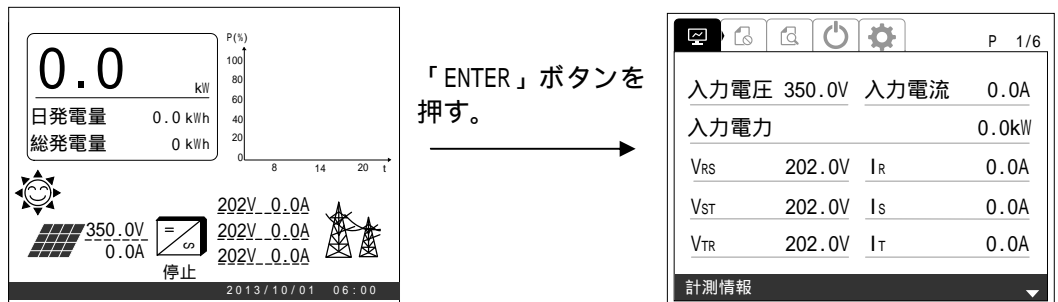 0.0 kW
日発電量 0.0 kWh
総発電量 0 kWh
P(%)
100
80
60
40
20
0
8 14 20 t
350.0V
0.0A
停止
202V 0.0A
202V 0.0A
202V 0.0A
2013/10/01 06:00
「ENTER」ボタンを
押す。
P 1/6
入力電圧 350.0V 入力電流 0.0A
入力電力 0.0kW
VRS 202.0V IR 0.0A
VST 202.0V IS 0.0A
VTR 202.0V IT 0.0A
計測情報